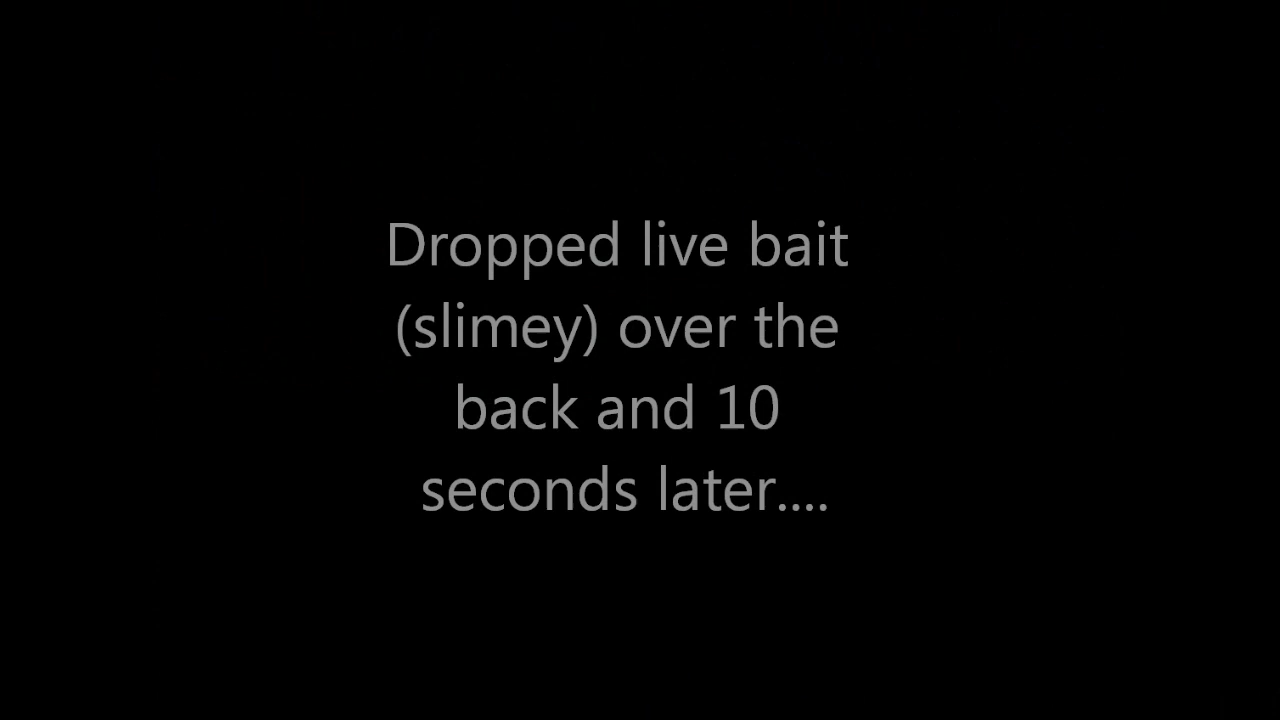 Dropped live bait
(slimey) over the
back and 10
seconds later....